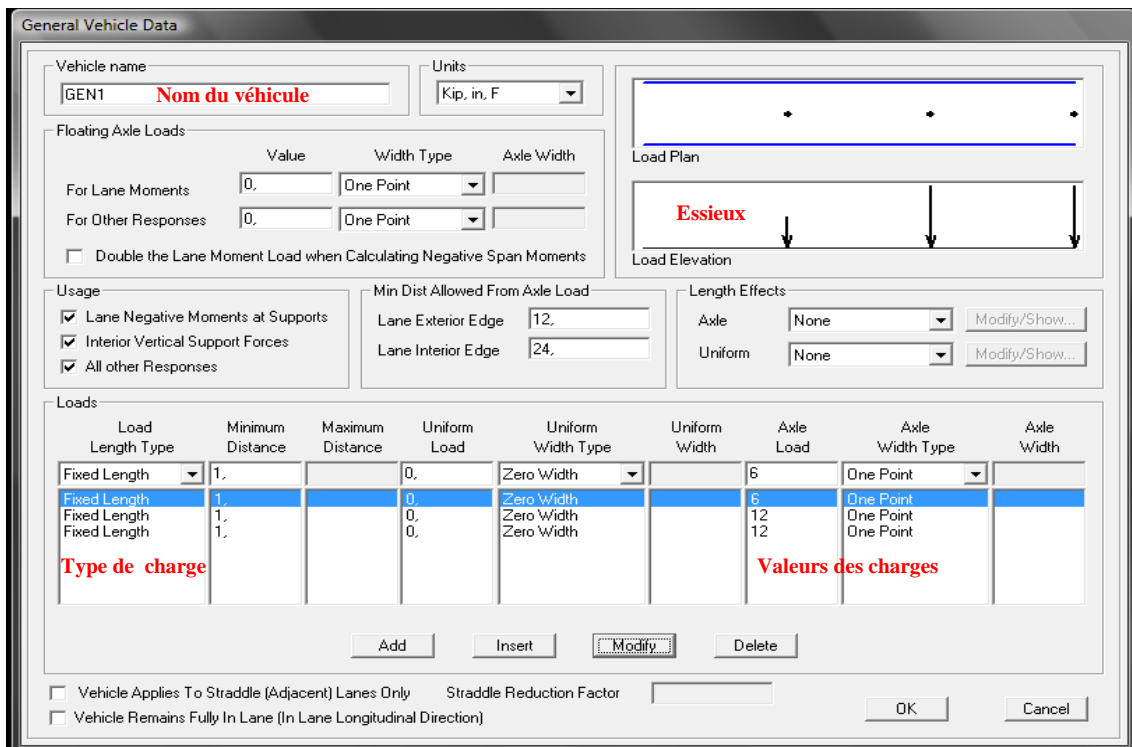 General Vehicle Data
Vehicle name
GEN1 Nom du véhicule
Units
Kip, in, F
Floating Axle Loads
Value Width Type Axle Width
For Lane Moments 0, One Point
For Other Responses 0, One Point
Double the Lane Moment Load when Calculating Negative Span Moments
Load Plan
Essieux
Load Elevation
Usage
Lane Negative Moments at Supports
Interior Vertical Support Forces
All other Responses
Min Dist Allowed From Axle Load
Lane Exterior Edge 12,
Lane Interior Edge 24,
Length Effects
Axle None Modify/Show...
Uniform None Modify/Show...
Loads
Load Minimum Maximum Uniform Uniform Uniform Axle Axle Axle
Length Type Distance Distance Load Width Type Width Load Width Type Width
Fixed Length 1, 0, Zero Width 6 One Point
Fixed Length 1, 0, Zero Width 6 One Point
Fixed Length 1, 0, Zero Width 12 One Point
Fixed Length 1, 0, Zero Width 12 One Point
Type de charge Valeurs des charges
Add Insert Modify Delete
Vehicle Applies To Straddle (Adjacent) Lanes Only Straddle Reduction Factor
Vehicle Remains Fully In Lane (In Lane Longitudinal Direction)
OK Cancel